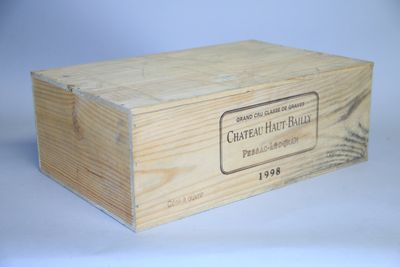 GRAND CRU CLASSÉ DE GRAVES
CHATEAU HAUT-BAILLY
PESSAC-LÉOGNAN
1998